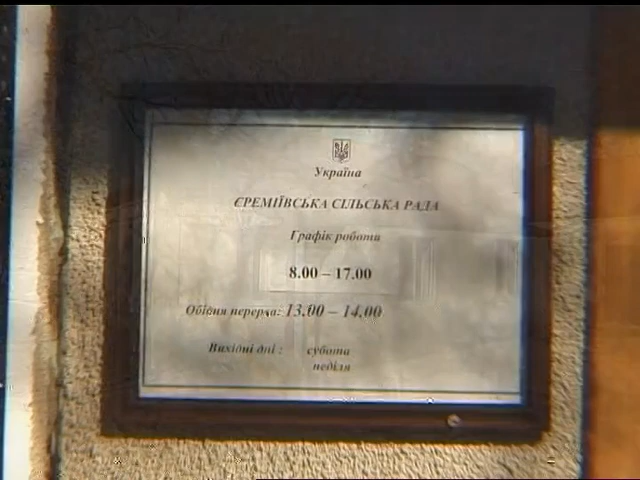 Україна
ЄРЕМІЇВСЬКА СІЛЬСЬКА РАДА
Графік роботи
8.00 – 17.00
Обідня перерва: 13.00 – 14.00
Вихідні дні : субота
неділя